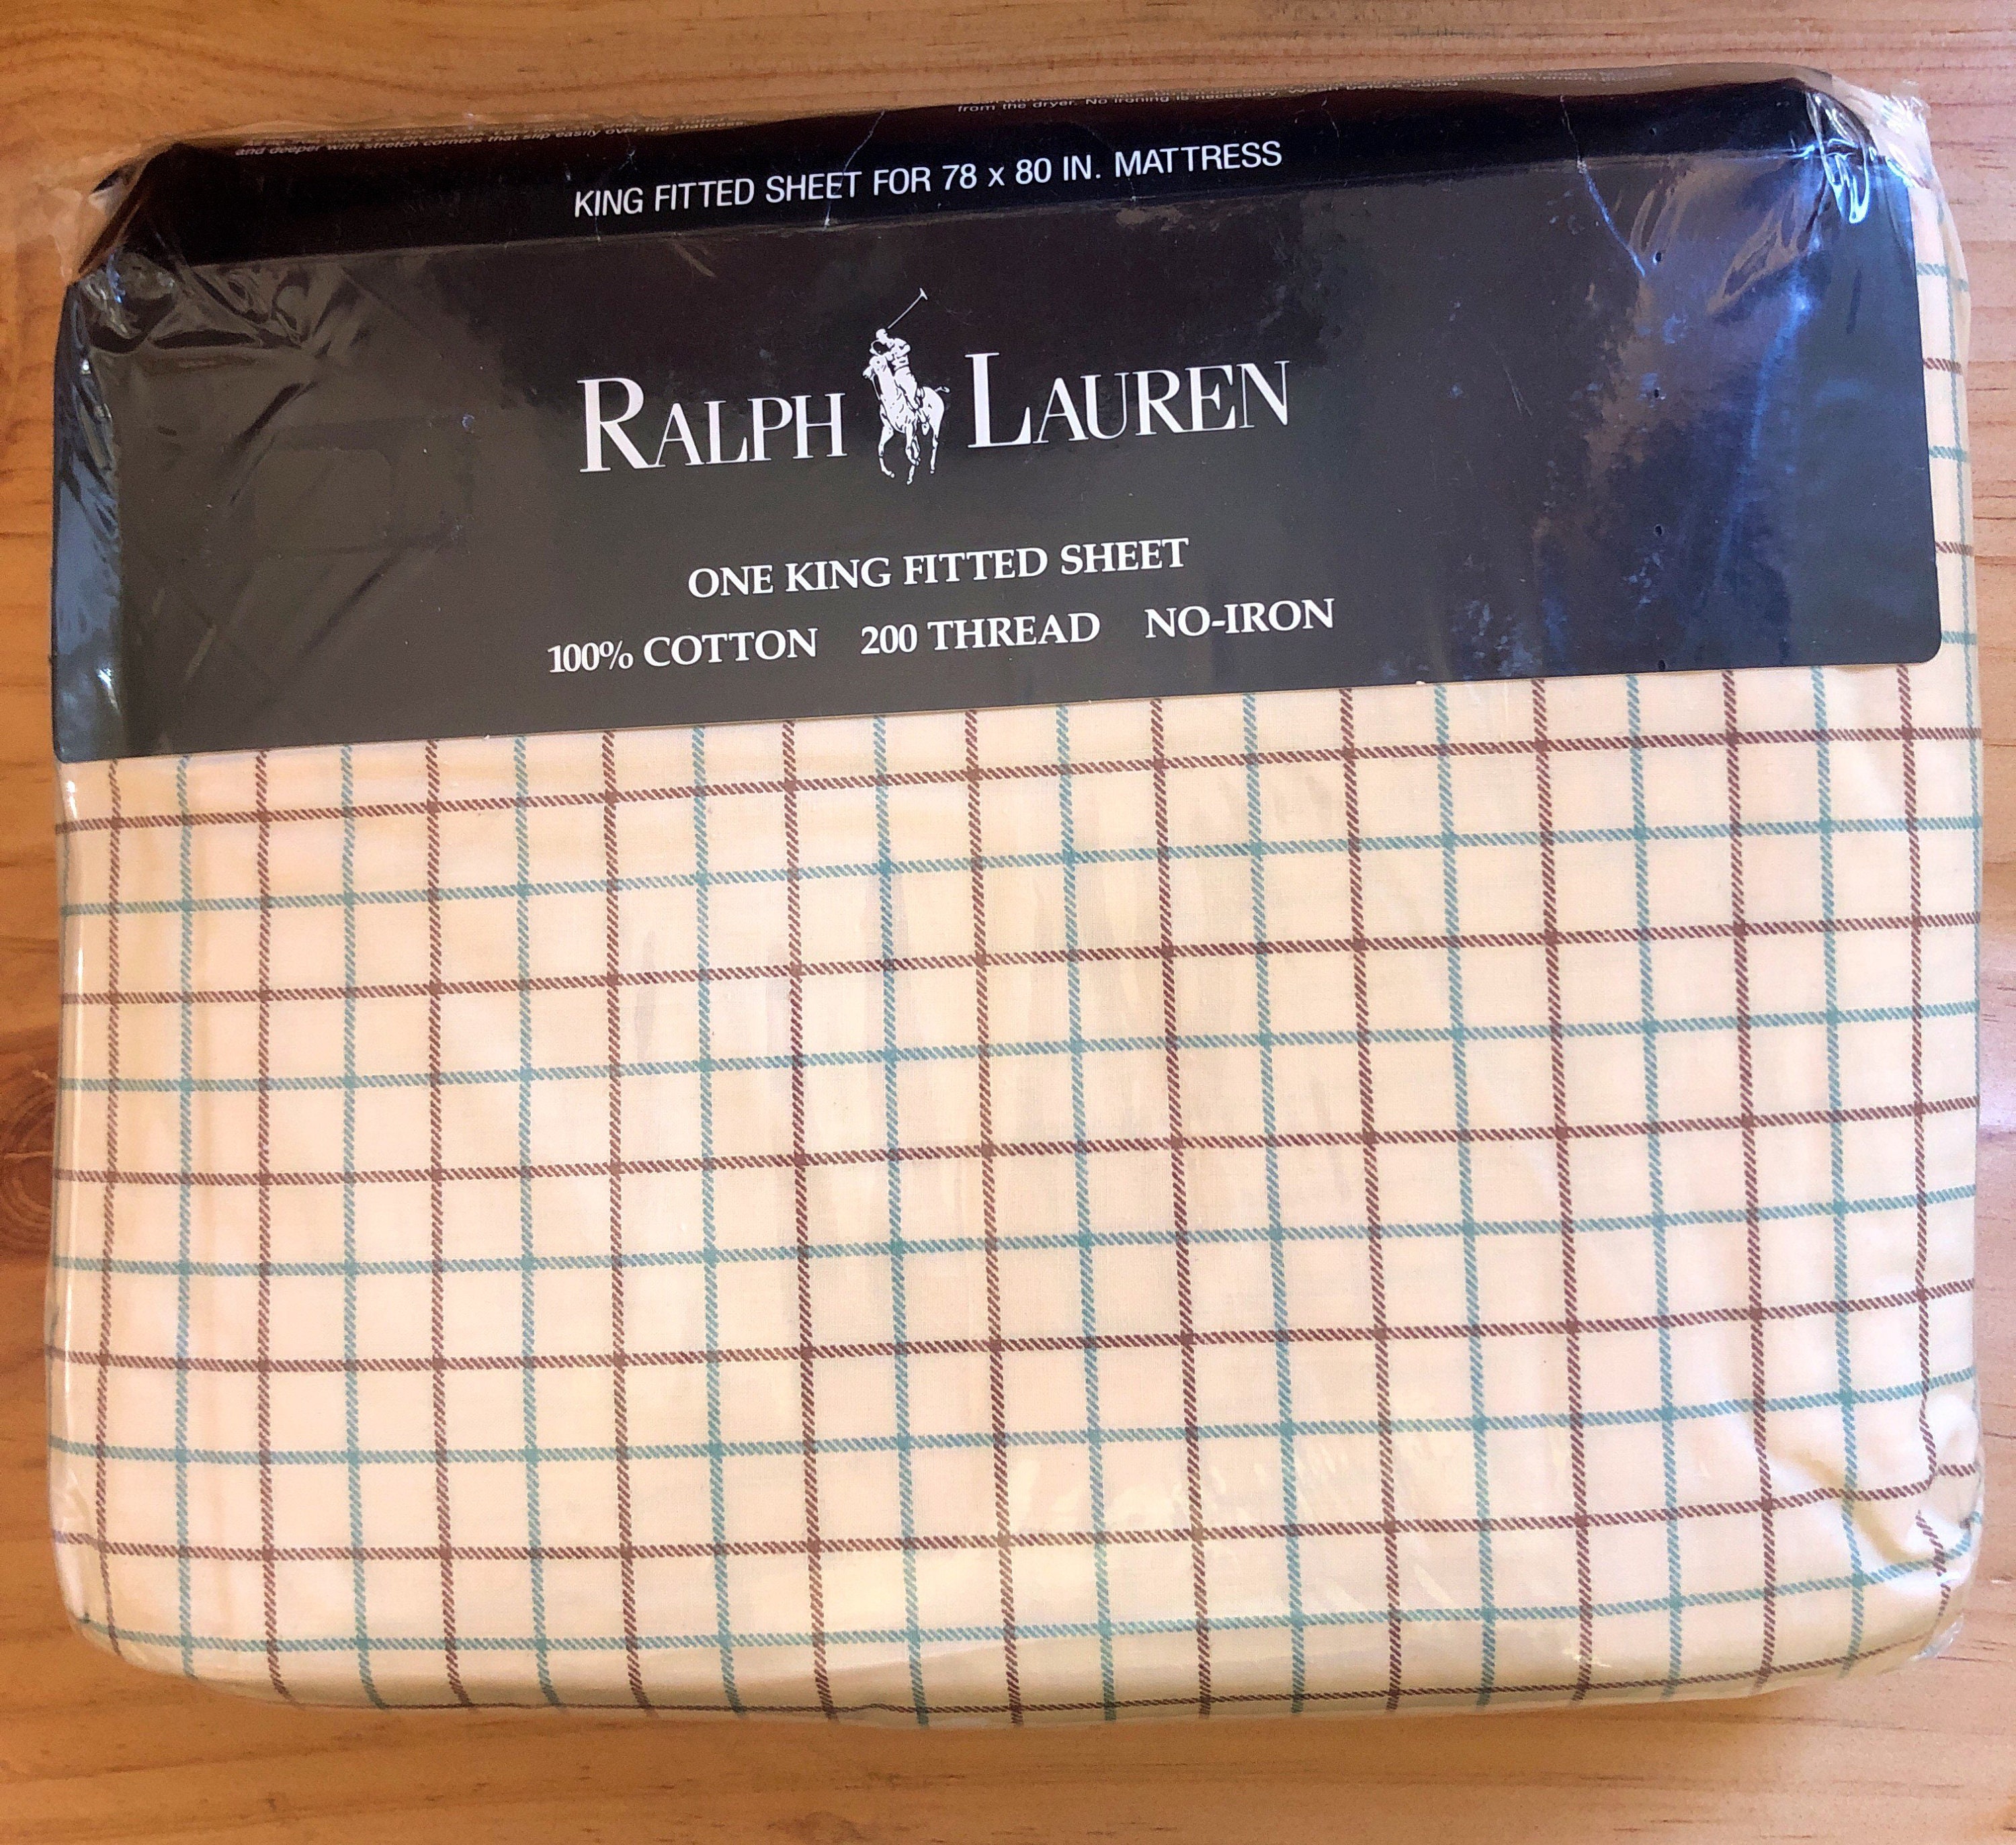 from the dryer. No ironing is necessary.
and deeper with stretch corners that slip easily over the mattress.
KING FITTED SHEET FOR 78 x 80 IN. MATTRESS
RALPH LAUREN
ONE KING FITTED SHEET
100% COTTON 200 THREAD NO-IRON